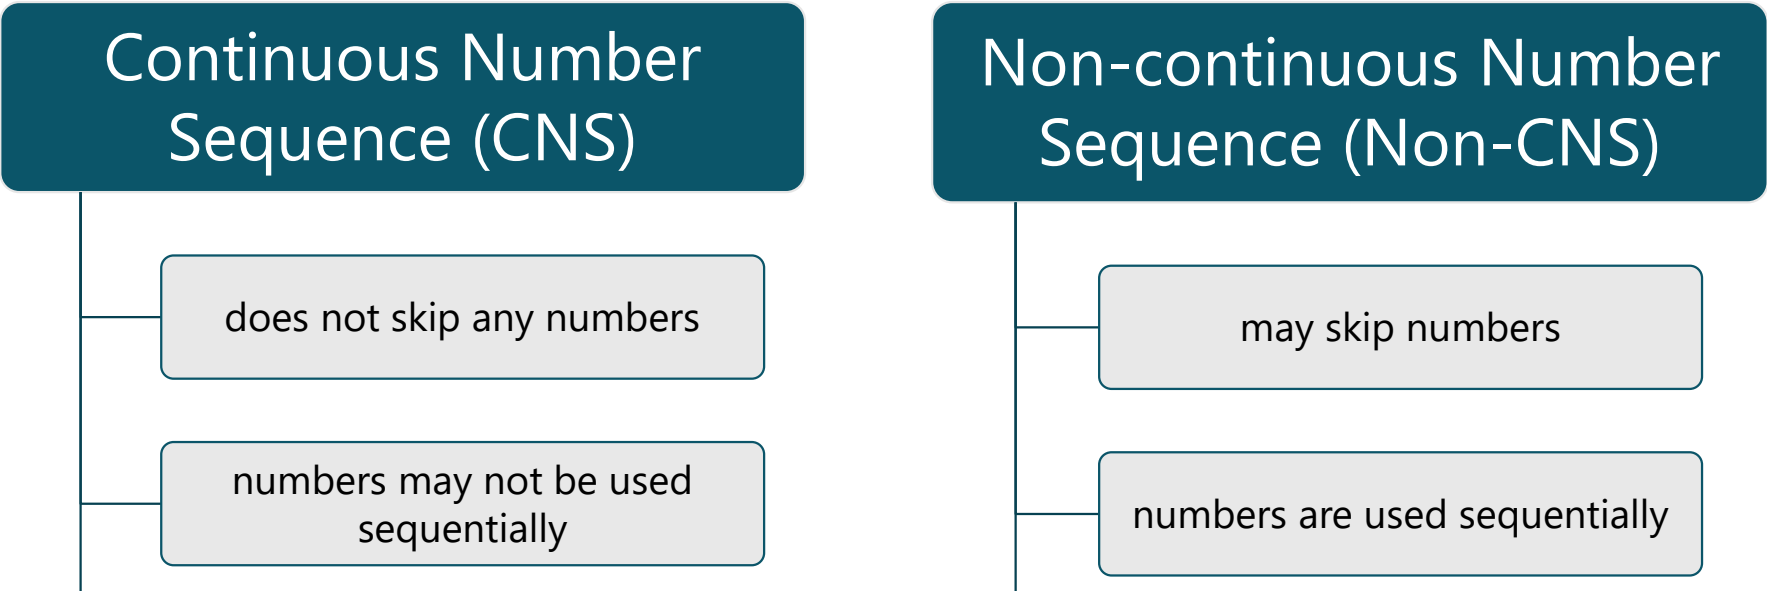 Continuous Number
Sequence (CNS)
does not skip any numbers
numbers may not be used
sequentially
Non-continuous Number
Sequence (Non-CNS)
may skip numbers
numbers are used sequentially